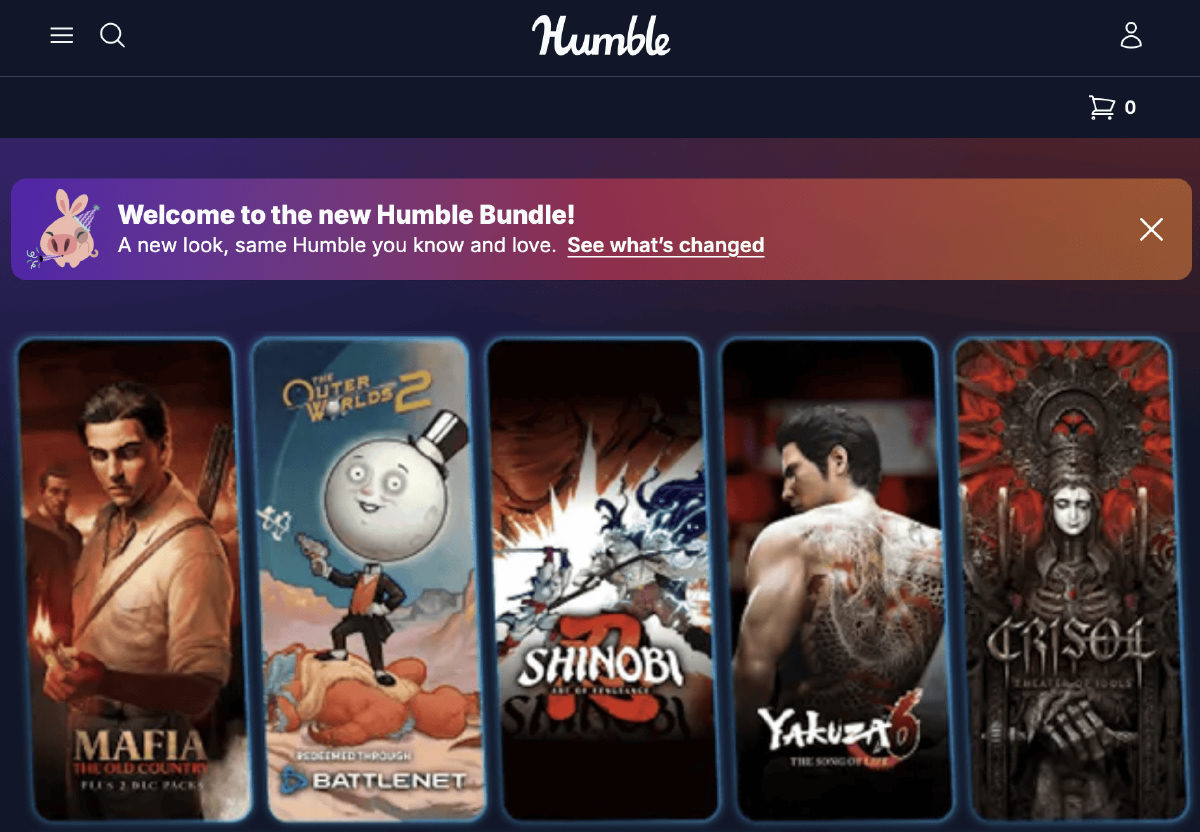 Humble
0
Welcome to the new Humble Bundle!
A new look, same Humble you know and love. See what’s changed
MAFIA
THE OLD COUNTRY
PLUS 2 DLC PACKS
THE
OUTER
WORLDS 2
REDEEMED THROUGH
BATTLENET
忍
SHINOBI
ART OF VENGEANCE
SHINOBI
YAKUZA 6
THE SONG OF LIFE
CRISOL
THEATER OF IDOLS